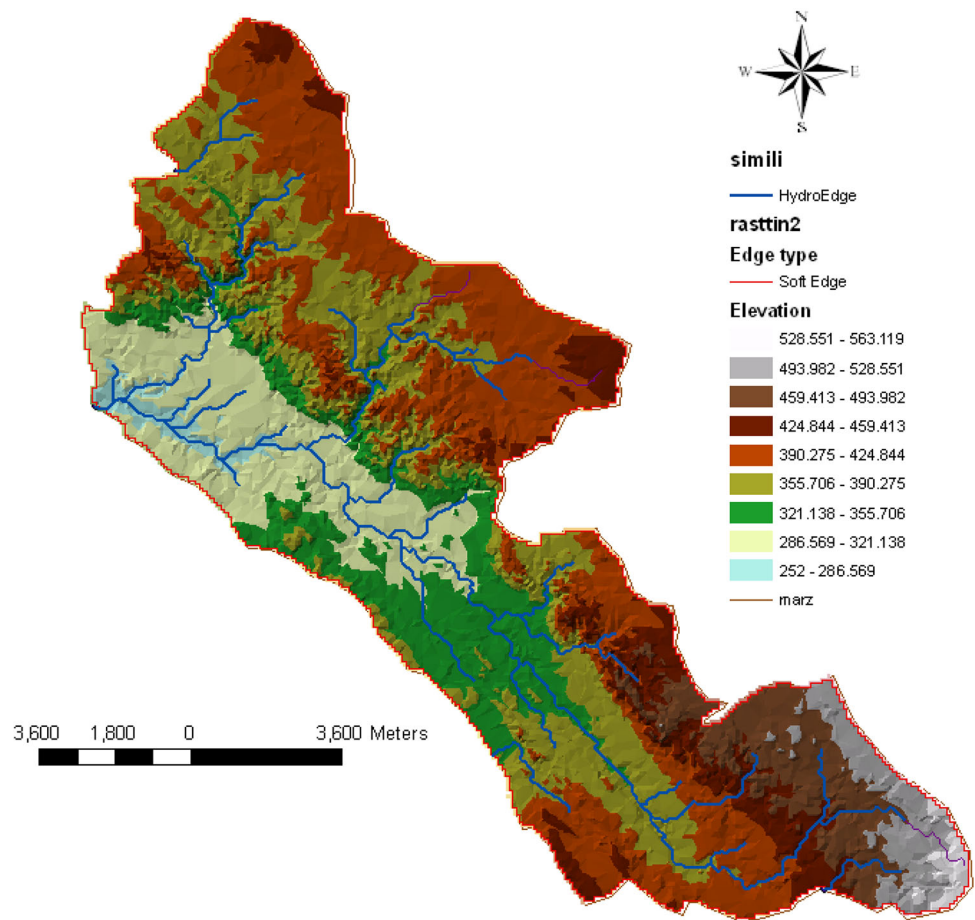 N
W E
S
simili
HydroEdge
rasttin2
Edge type
Soft Edge
Elevation
528.551 - 563.119
493.982 - 528.551
459.413 - 493.982
424.844 - 459.413
390.275 - 424.844
355.706 - 390.275
321.138 - 355.706
286.569 - 321.138
252 - 286.569
marz
3,600 1,800 0 3,600 Meters